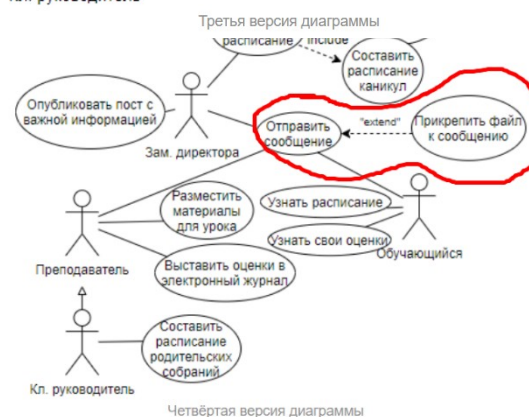 Кл. руководитель
Третья версия диаграммы
расписание
include
Составить
расписание
каникул
Опубликовать пост с
важной информацией
Зам. директора
Отправить
сообщение
"extend"
Прикрепить файл
к сообщению
Разместить
материалы
для урока
Узнать расписание
Узнать свои оценки
Обучающийся
Преподаватель
Выставить оценки в
электронный журнал
Составить
расписание
родительских
собраний
Кл. руководитель
Четвёртая версия диаграммы